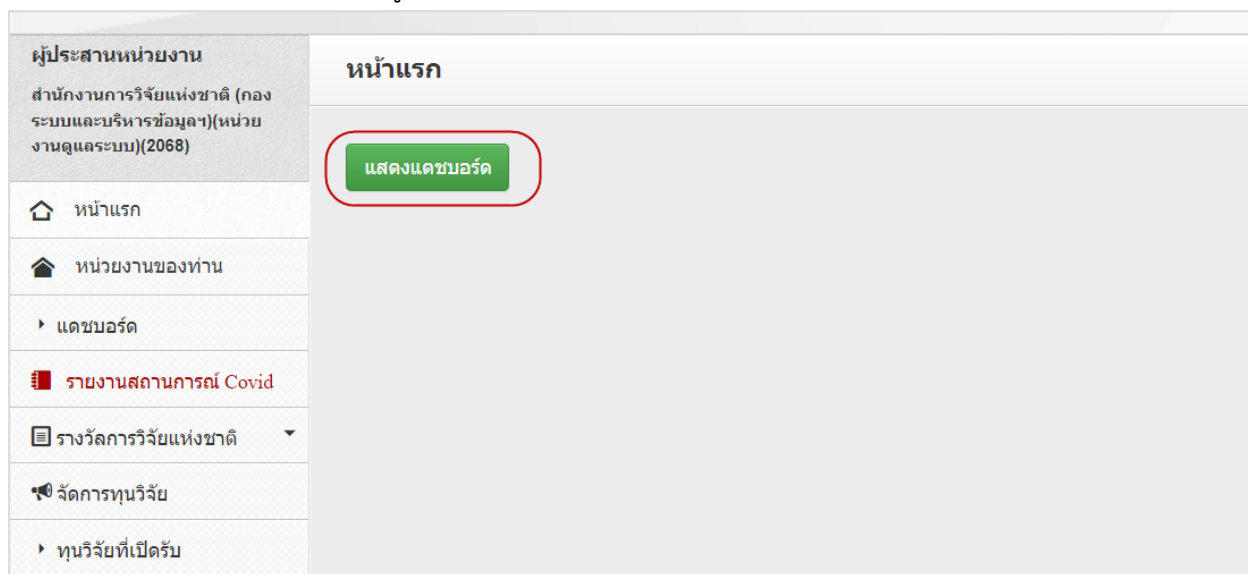 ผู้ประสานหน่วยงาน
สำนักงานการวิจัยแห่งชาติ (กอง
ระบบและบริหารข้อมูลฯ)(หน่วย
งานดูแลระบบ)(2068)
หน้าแรก
หน่วยงานของท่าน
แดชบอร์ด
รายงานสถานการณ์ Covid
รางวัลการวิจัยแห่งชาติ
จัดการทุนวิจัย
ทุนวิจัยที่เปิดรับ
หน้าแรก
แสดงแดชบอร์ด